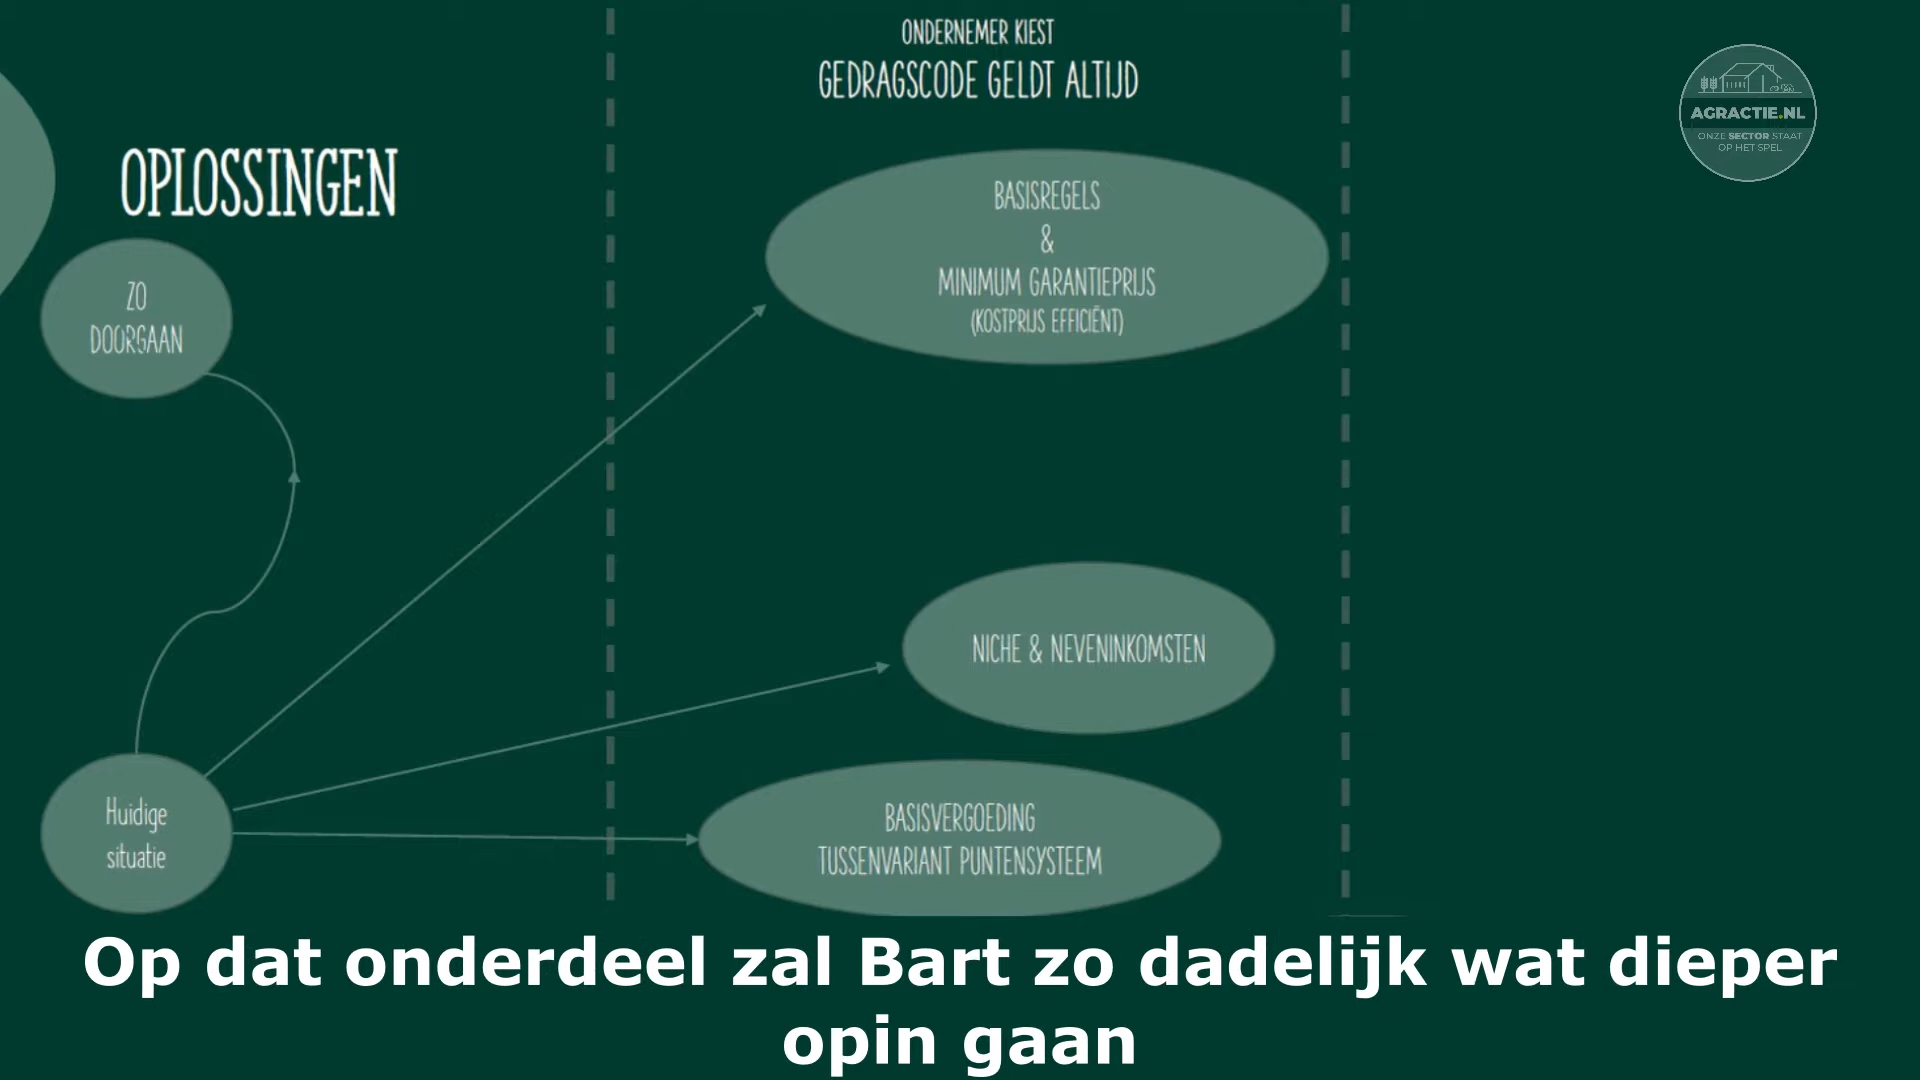 ONDERNEMER KIEST
GEDRAGSCODE GELDT ALTIJD
AGRACTIE.NL
ONZE SECTOR STAAT
OP HET SPEL
OPLOSSINGEN
BASISREGELS
&
MINIMUM GARANTIEPRIJS
(KOSTPRIJS EFFICIËNT)
ZO
DOORGAAN
NICHE & NEVENINKOMSTEN
Huidige
situatie
BASISVERGOEDING
TUSSENVARIANT PUNTENSYSTEEM
Op dat onderdeel zal Bart zo dadelijk wat dieper
opin gaan